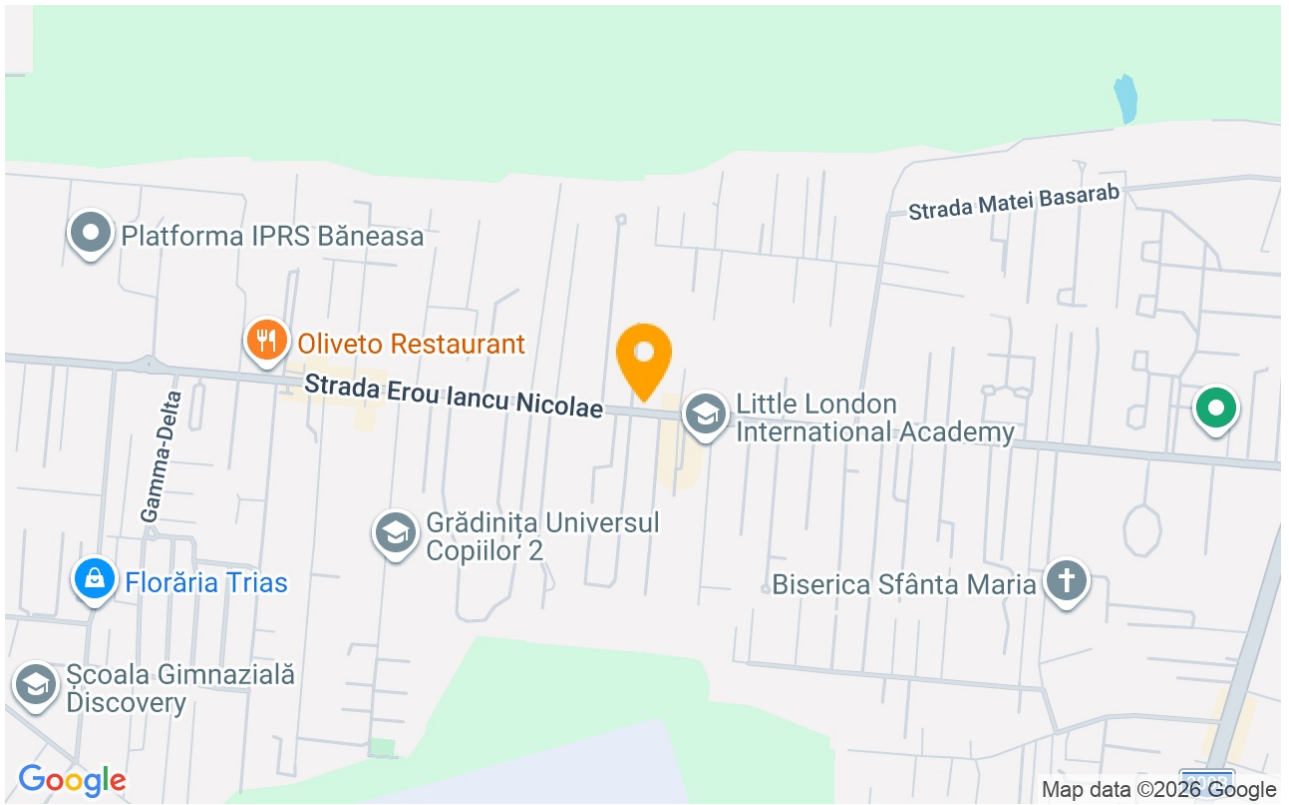 Strada Matei Basarab
Platforma IPRS Băneasa
Oliveto Restaurant
Strada Erou Iancu Nicolae
Little London
International Academy
Gamma-Delta
Grădinița Universul
Copiilor 2
Florăria Trias
Biserica Sfânta Maria
Școala Gimnazială
Discovery
Google
Map data ©2026 Google